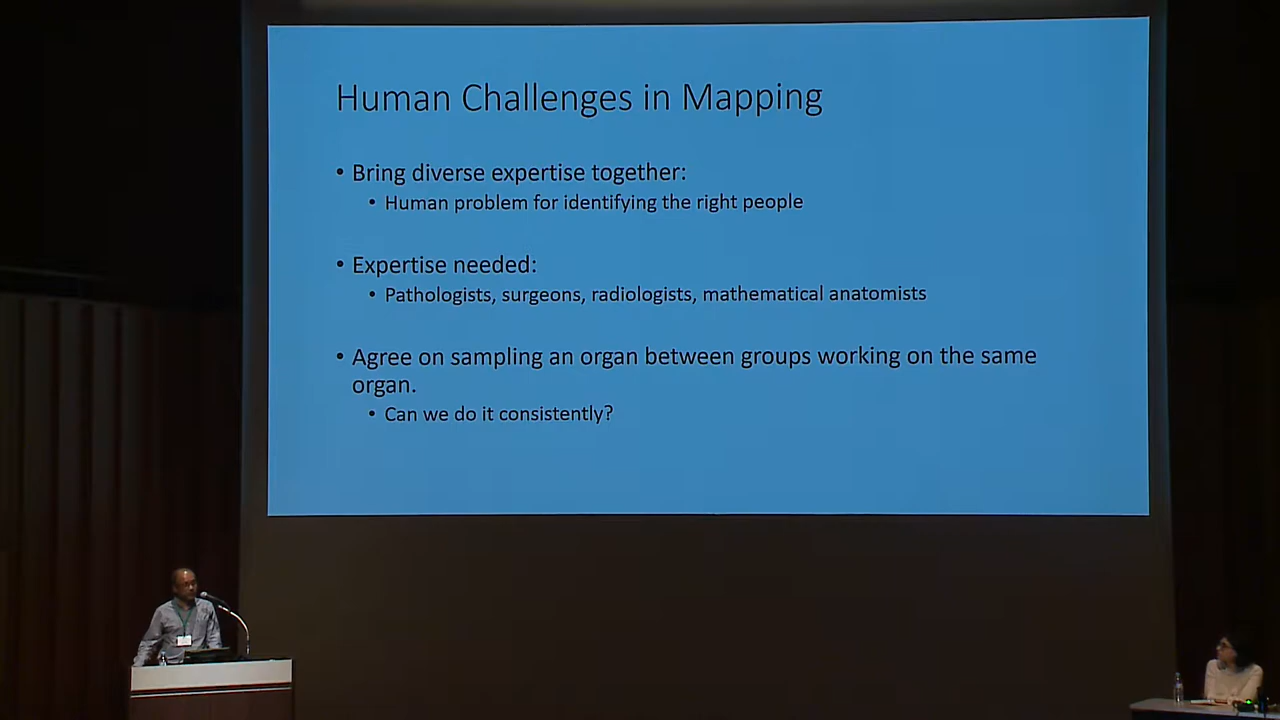 Human Challenges in Mapping
• Bring diverse expertise together:
• Human problem for identifying the right people
• Expertise needed:
• Pathologists, surgeons, radiologists, mathematical anatomists
• Agree on sampling an organ between groups working on the same
organ.
• Can we do it consistently?